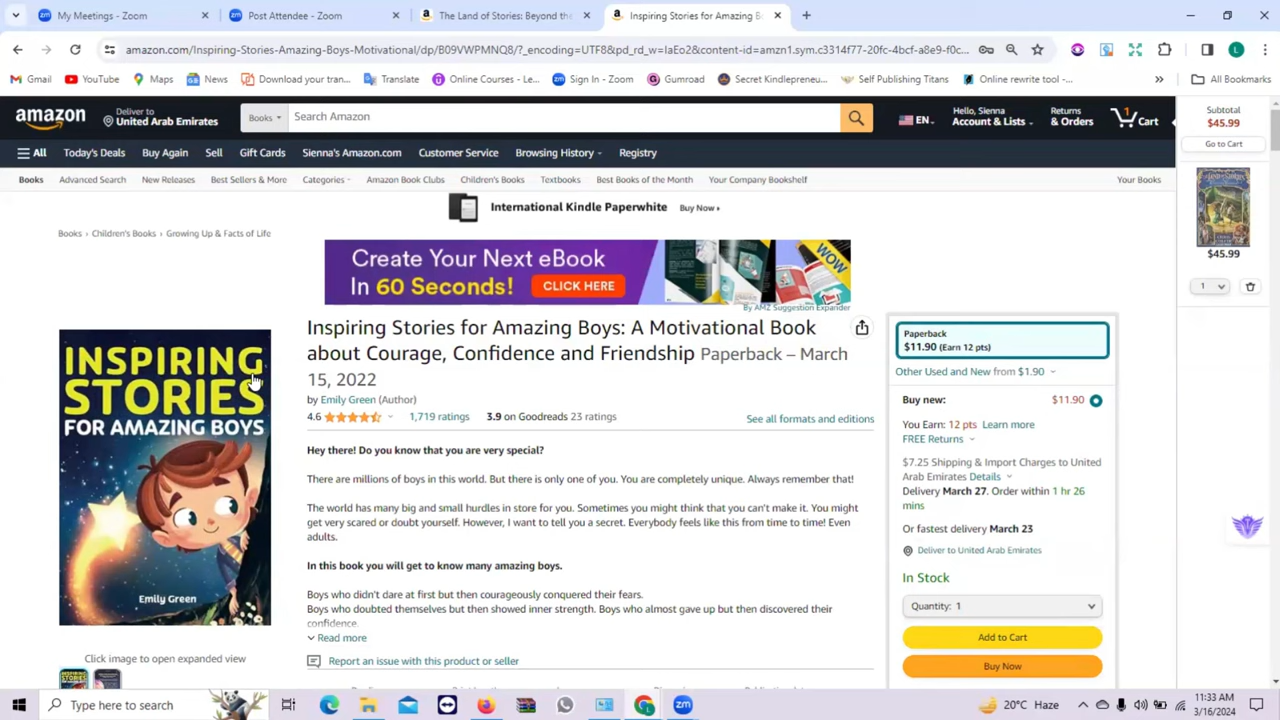 My Meetings - Zoom
Post Attendee - Zoom
The Land of Stories: Beyond the
Inspiring Stories for Amazing B
amazon.com/Inspiring-Stories-Amazing-Boys-Motivational/dp/B09VWPMNQ8/?_encoding=UTF8&pd_rd_w=IaEo2&content-id=amzn1.sym.c3314f77-20fc-4bcf-a8e9-f0c...
L
Gmail
YouTube
Maps
News
Download your tran...
Translate
Online Courses - Le...
Sign In - Zoom
Gumroad
Secret Kindlepreneu...
Self Publishing Titans
Online rewrite tool -...
All Bookmarks
amazon
Deliver to
United Arab Emirates
Books
Search Amazon
EN
Hello, Sienna
Account & Lists
Returns
& Orders
1
Cart
Subtotal
$45.99
Go to Cart
All
Today's Deals
Buy Again
Sell
Gift Cards
Sienna's Amazon.com
Customer Service
Browsing History
Registry
Books
Advanced Search
New Releases
Best Sellers & More
Categories
Amazon Book Clubs
Children's Books
Textbooks
Best Books of the Month
Your Company Bookshelf
Your Books
International Kindle Paperwhite
Buy Now
$45.99
1
Books › Children's Books › Growing Up & Facts of Life
Create Your Next eBook
In 60 Seconds!
CLICK HERE
WOW
By AMZ Suggestion Expander
INSPIRING
STORIES
FOR AMAZING BOYS
Emily Green
Click image to open expanded view
Inspiring Stories for Amazing Boys: A Motivational Book
about Courage, Confidence and Friendship Paperback – March
15, 2022
by Emily Green (Author)
4.6
1,719 ratings
3.9 on Goodreads 23 ratings
See all formats and editions
Hey there! Do you know that you are very special?
There are millions of boys in this world. But there is only one of you. You are completely unique. Always remember that!
The world has many big and small hurdles in store for you. Sometimes you might think that you can't make it. You might
get very scared or doubt yourself. However, I want to tell you a secret. Everybody feels like this from time to time! Even
adults.
In this book you will get to know many amazing boys.
Boys who didn't dare at first but then courageously conquered their fears.
Boys who doubted themselves but then showed inner strength. Boys who almost gave up but then discovered their
confidence.
Read more
Report an issue with this product or seller
Paperback
$11.90 (Earn 12 pts)
Other Used and New from $1.90
Buy new:
$11.90
You Earn: 12 pts Learn more
FREE Returns
$7.25 Shipping & Import Charges to United
Arab Emirates Details
Delivery March 27. Order within 1 hr 26
mins
Or fastest delivery March 23
Deliver to United Arab Emirates
In Stock
Quantity: 1
Add to Cart
Buy Now
Type here to search
20°C Haze
11:33 AM
3/16/2024